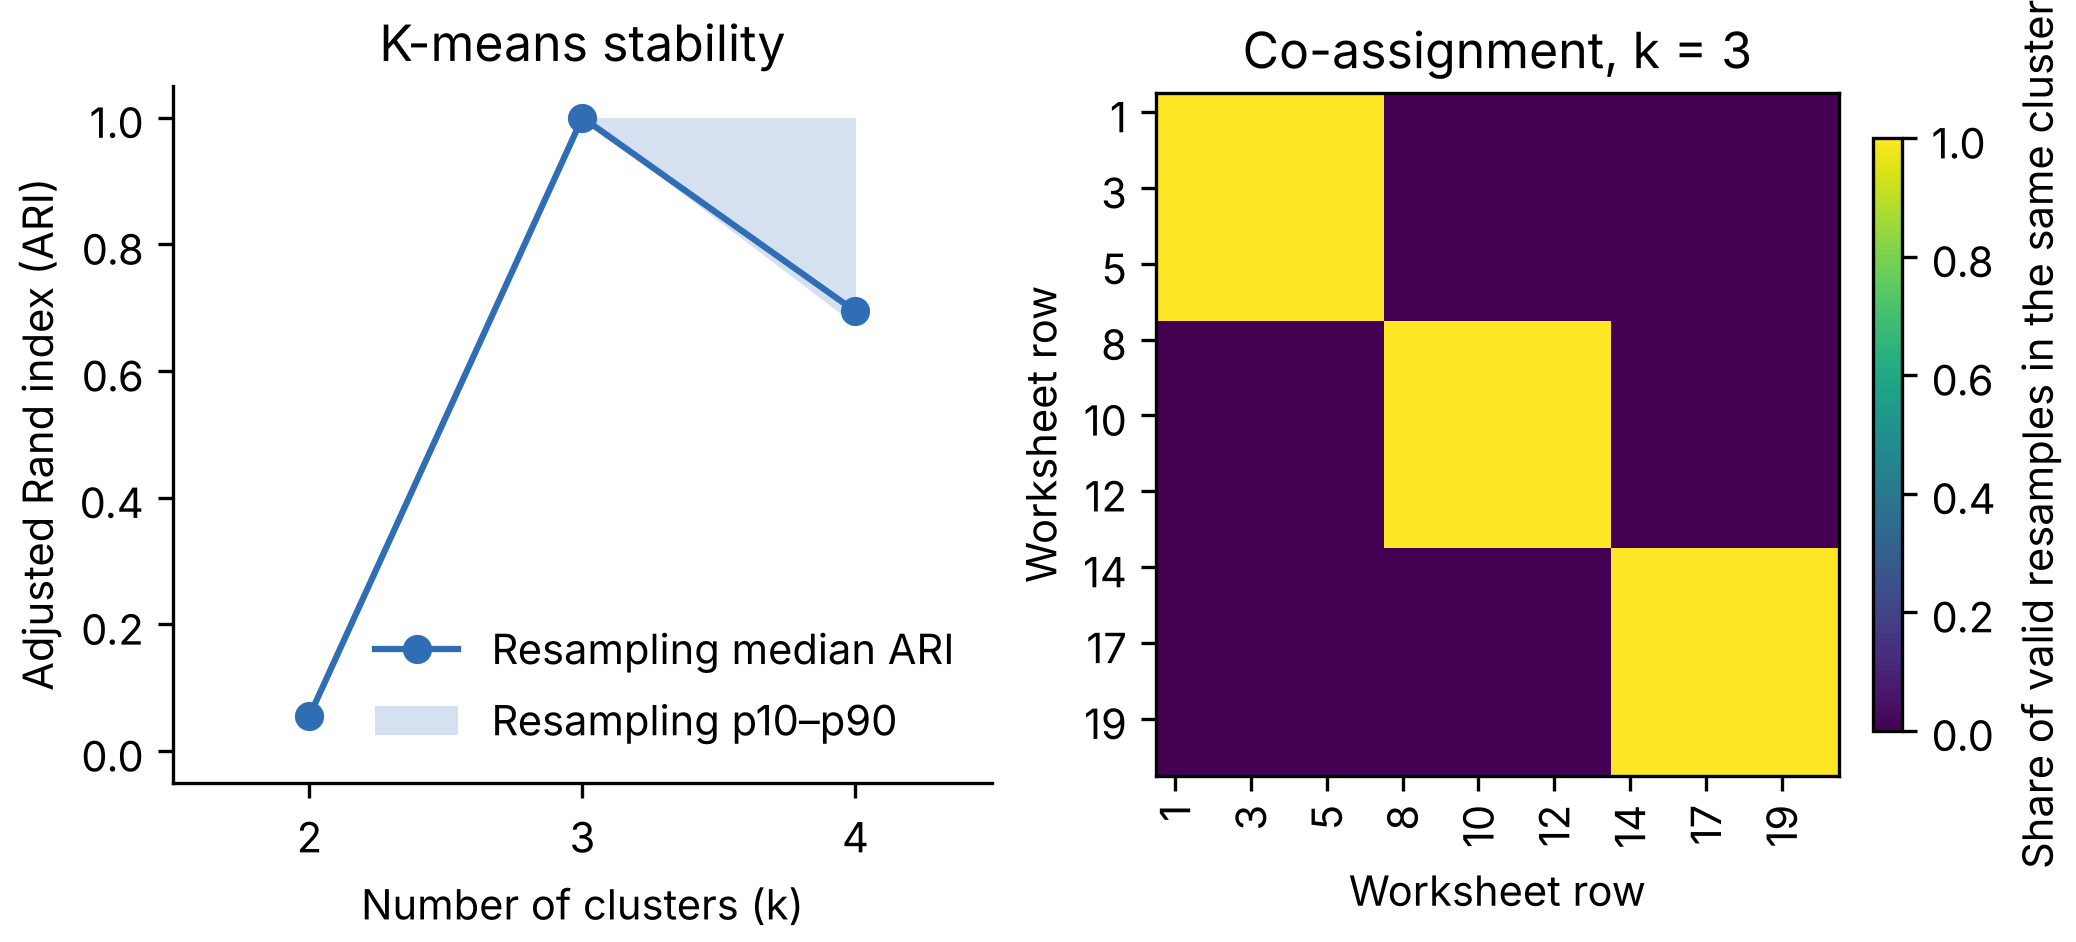 K-means stability
Adjusted Rand index (ARI)
1.0
0.8
0.6
0.4
0.2
0.0
Resampling median ARI
Resampling p10–p90
2 3 4
Number of clusters (k)
Co-assignment, k = 3
Worksheet row
1
3
5
8
10
12
14
17
19
1 3 5 8 10 12 14 17 19
Worksheet row
1.0
0.8
0.6
0.4
0.2
0.0
Share of valid resamples in the same cluster